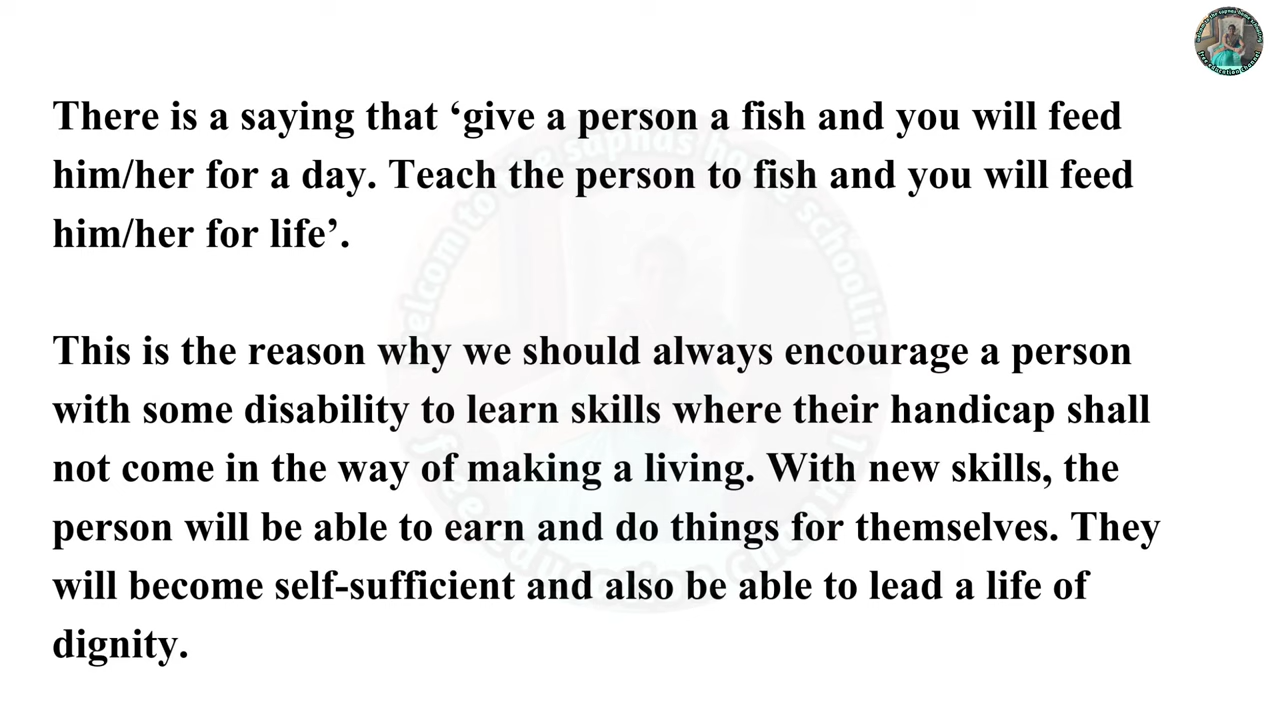 There is a saying that ‘give a person a fish and you will feed
him/her for a day. Teach the person to fish and you will feed
him/her for life’.
This is the reason why we should always encourage a person
with some disability to learn skills where their handicap shall
not come in the way of making a living. With new skills, the
person will be able to earn and do things for themselves. They
will become self-sufficient and also be able to lead a life of
dignity.
free education channel